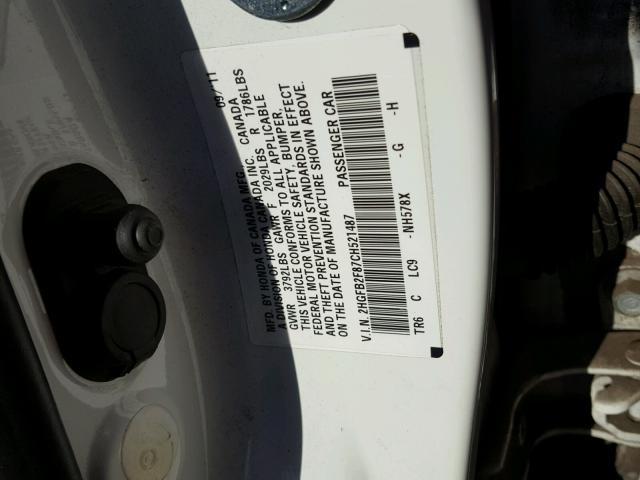 MFD. BY HONDA OF CANADA MFG. CANADA 09/11
A DIVISION OF HONDA CANADA INC.
GVWR 3792LBS GAWR F 2029LBS R 1786LBS
THIS VEHICLE CONFORMS TO ALL APPLICABLE
FEDERAL MOTOR VEHICLE SAFETY, BUMPER,
AND THEFT PREVENTION STANDARDS IN EFFECT
ON THE DATE OF MANUFACTURE SHOWN ABOVE.
V.I.N. 2HGFB2F87CH521487 PASSENGER CAR
TR6 C LC9 -NH578X -G -H